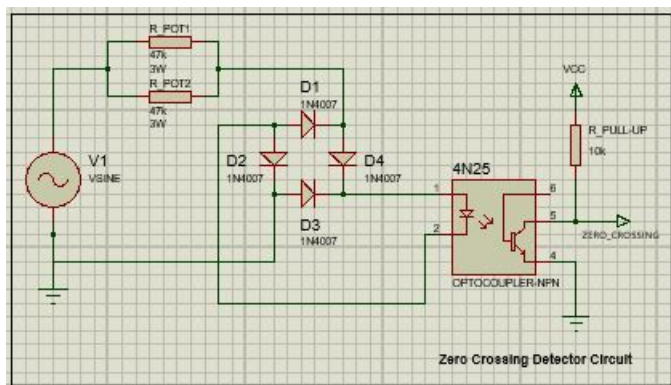 R_POT1
47k
3W
R_POT2
47k
3W
V1
VSINE
D1
1N4007
D2
1N4007
D4
1N4007
D3
1N4007
4N25
1
2
6
5
4
OPTOCOUPLER-NPN
VCC
R_PULL-UP
10k
ZERO_CROSSING
Zero Crossing Detector Circuit